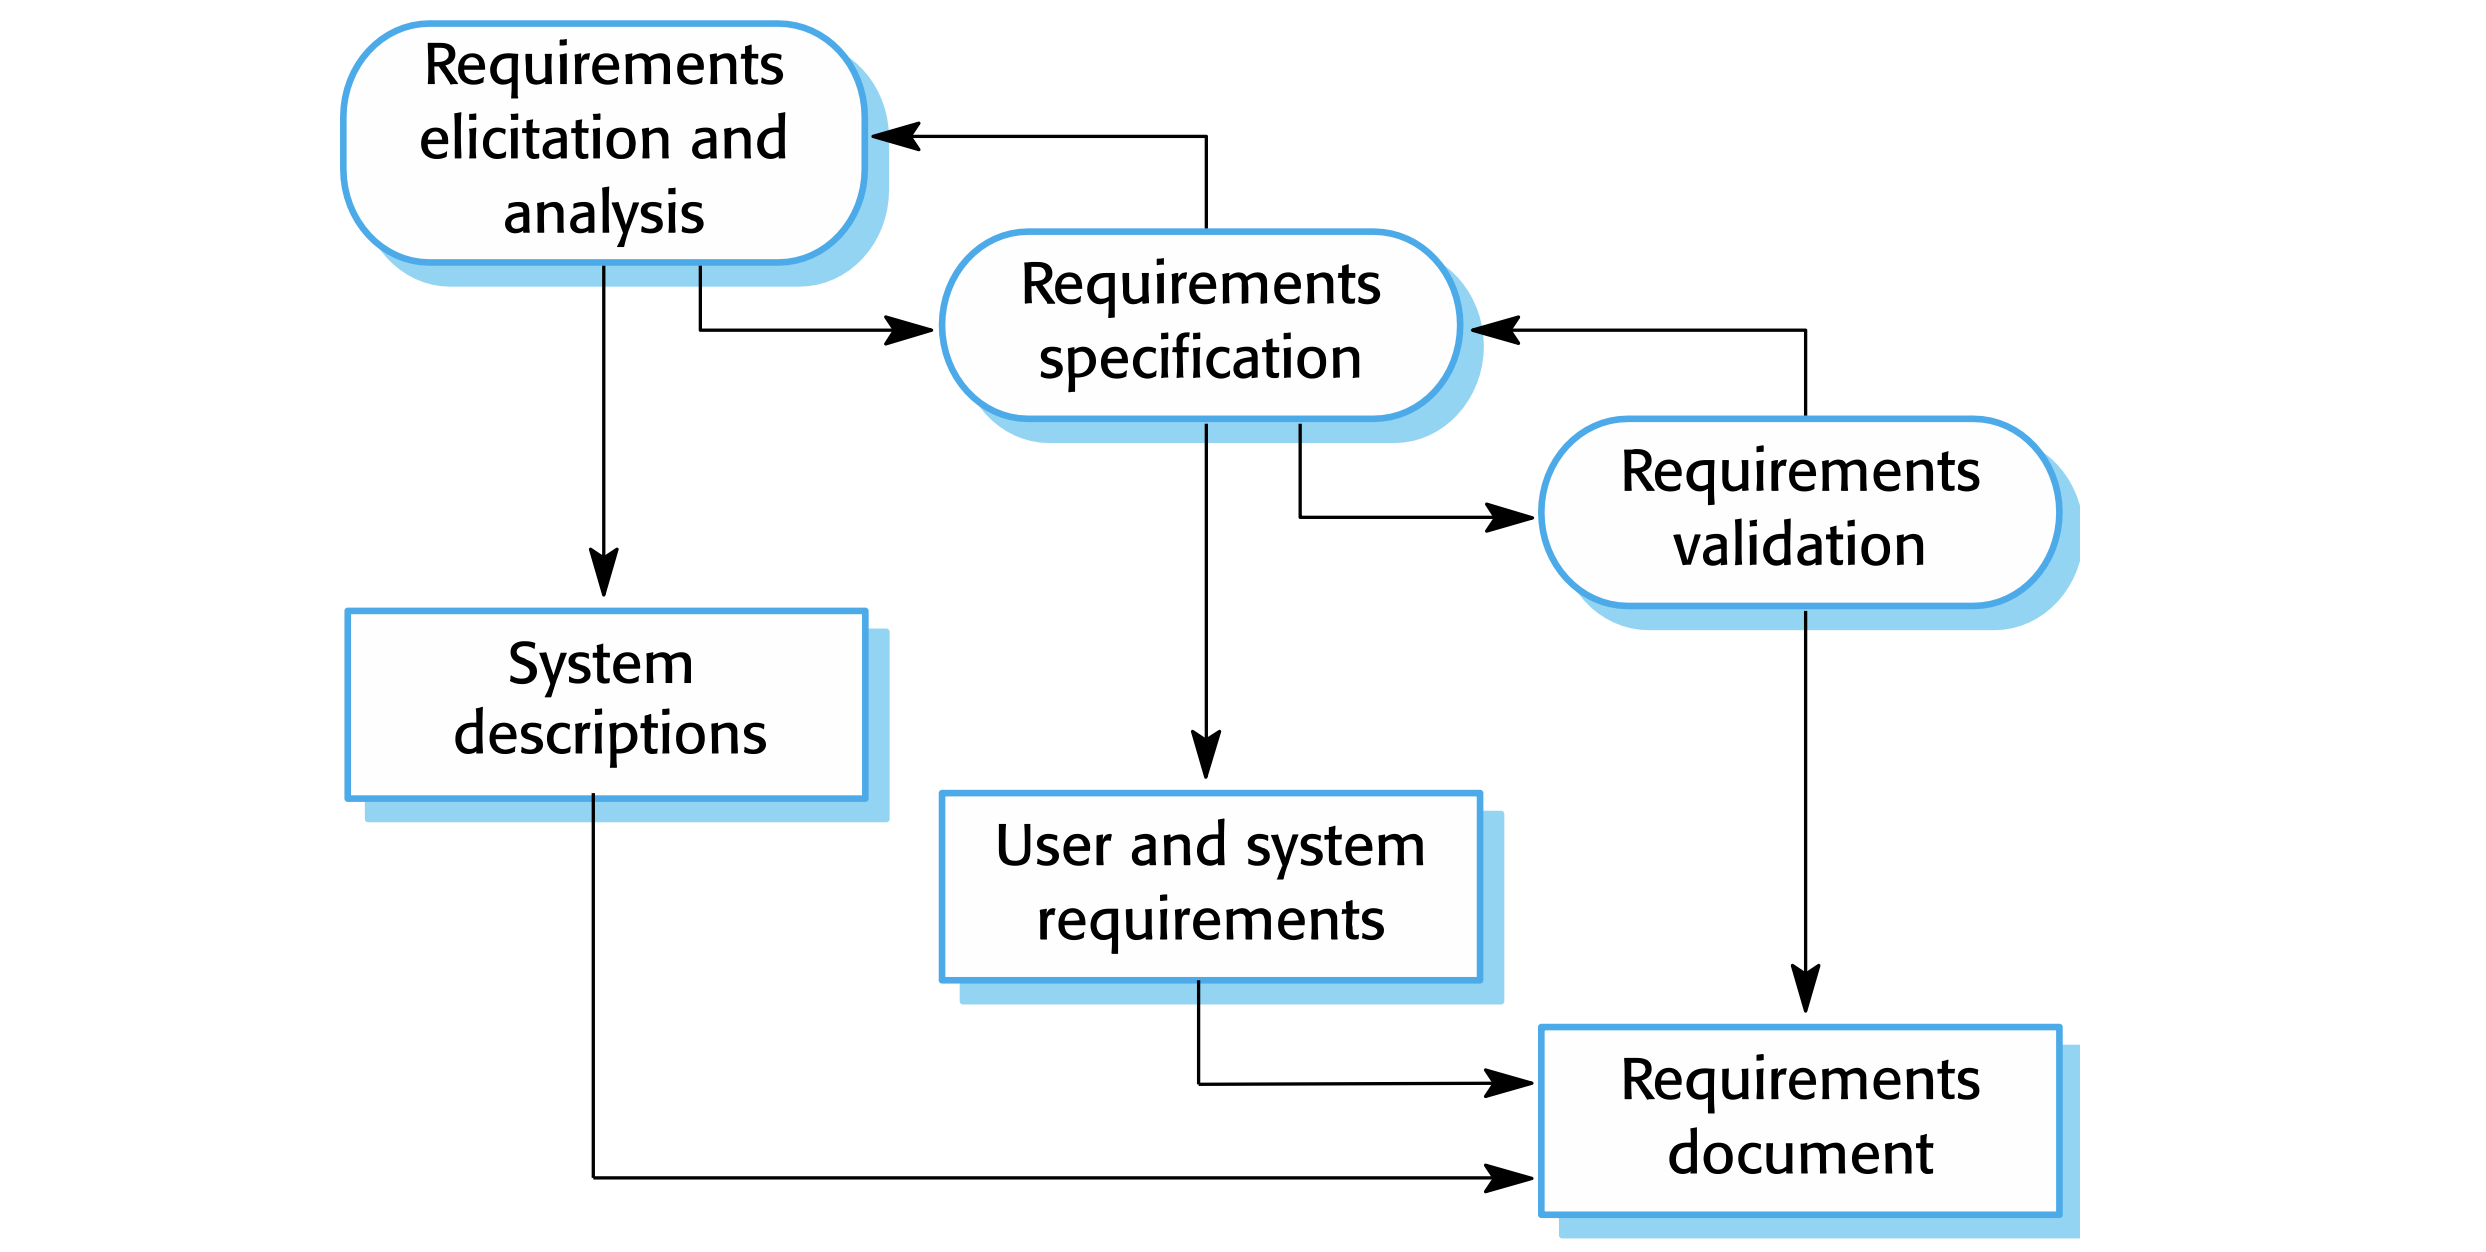 Requirements
elicitation and
analysis
Requirements
specification
Requirements
validation
System
descriptions
User and system
requirements
Requirements
document